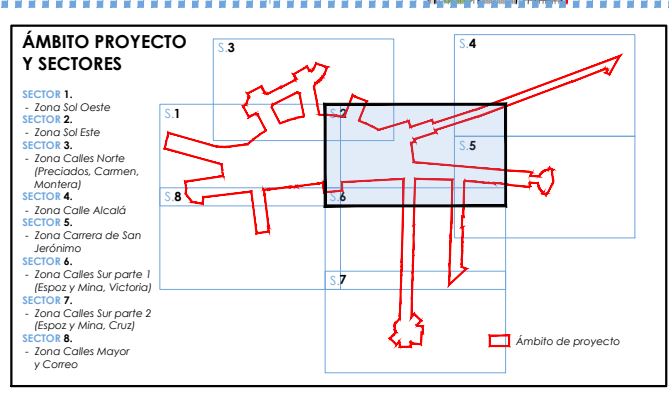 ÁMBITO PROYECTO
Y SECTORES
SECTOR 1.
- Zona Sol Oeste
SECTOR 2.
- Zona Sol Este
SECTOR 3.
- Zona Calles Norte
(Preciados, Carmen,
Montera)
SECTOR 4.
- Zona Calle Alcalá
SECTOR 5.
- Zona Carrera de San
Jerónimo
SECTOR 6.
- Zona Calles Sur parte 1
(Espoz y Mina, Victoria)
SECTOR 7.
- Zona Calles Sur parte 2
(Espoz y Mina, Cruz)
SECTOR 8.
- Zona Calles Mayor
y Correo
S.3
S.4
S.1
S.2
S.5
S.8
S.6
S.7
Ámbito de proyecto